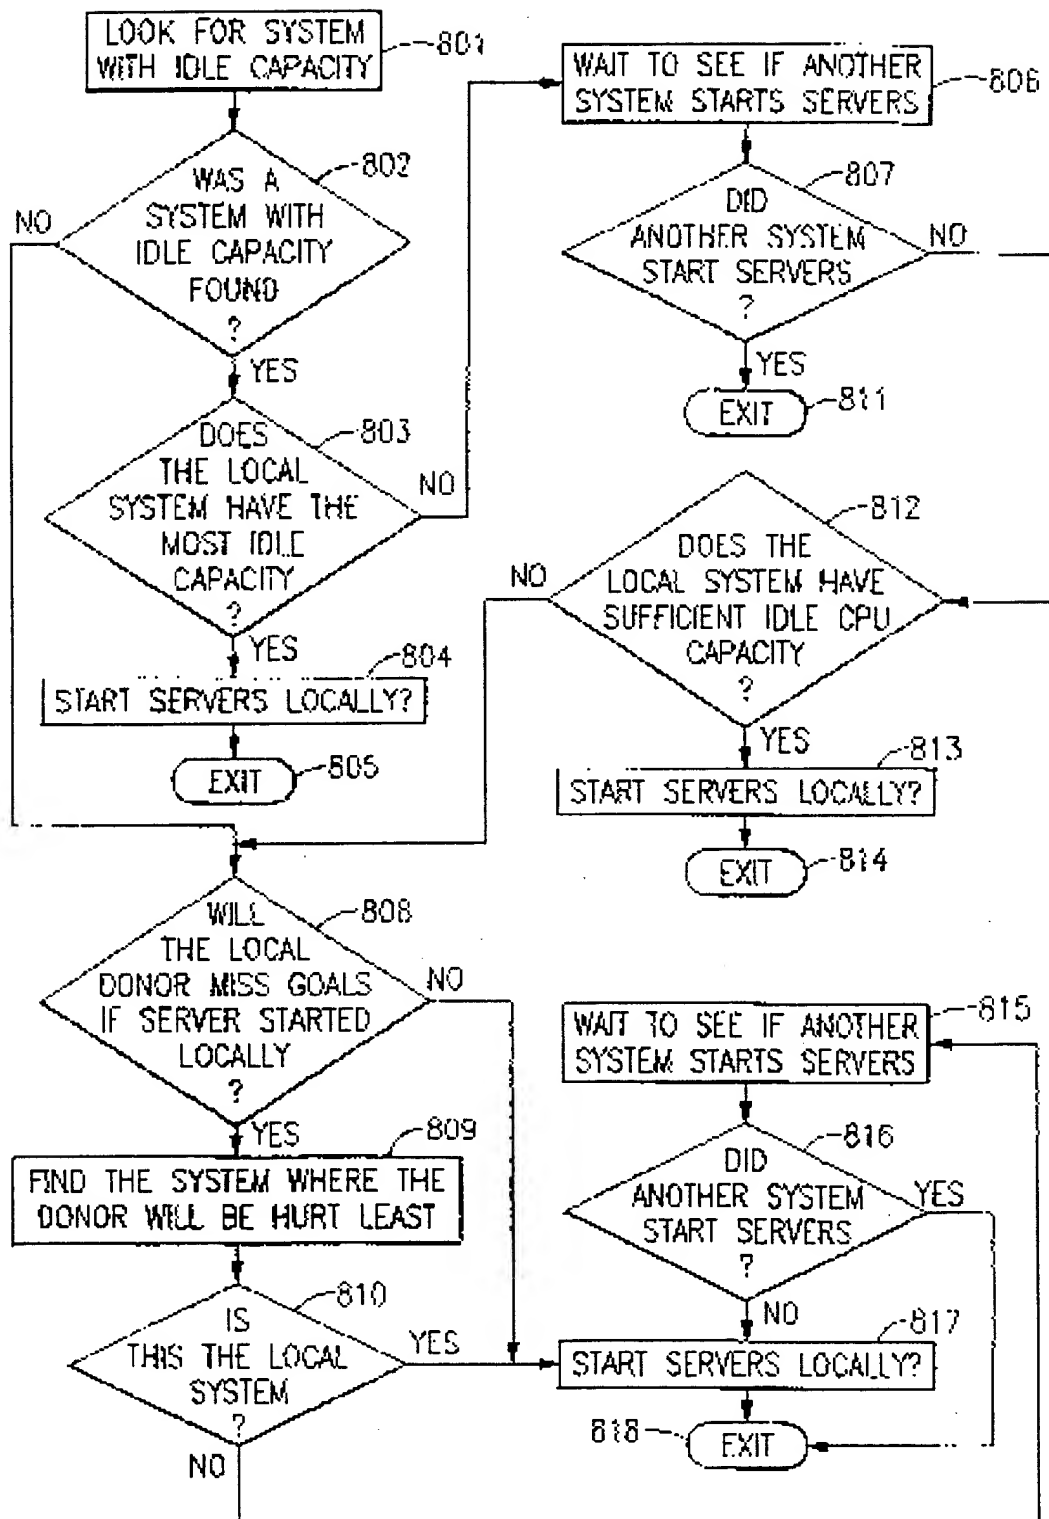 LOOK FOR SYSTEM
WITH IDLE CAPACITY
801
WAS A
SYSTEM WITH
IDLE CAPACITY
FOUND
?
802
NO
YES
DOES
THE LOCAL
SYSTEM HAVE THE
MOST IDLE
CAPACITY
?
803
NO
YES
START SERVERS LOCALLY?
804
EXIT
805
WAIT TO SEE IF ANOTHER
SYSTEM STARTS SERVERS
806
DID
ANOTHER SYSTEM
START SERVERS
?
807
NO
YES
EXIT
811
DOES THE
LOCAL SYSTEM HAVE
SUFFICIENT IDLE CPU
CAPACITY
?
812
NO
YES
START SERVERS LOCALLY?
813
EXIT
814
WILL
THE LOCAL
DONOR MISS GOALS
IF SERVER STARTED
LOCALLY
?
808
NO
YES
FIND THE SYSTEM WHERE THE
DONOR WILL BE HURT LEAST
809
IS
THIS THE LOCAL
SYSTEM
?
810
YES
NO
WAIT TO SEE IF ANOTHER
SYSTEM STARTS SERVERS
815
DID
ANOTHER SYSTEM
START SERVERS
?
816
YES
NO
START SERVERS LOCALLY?
817
EXIT
818